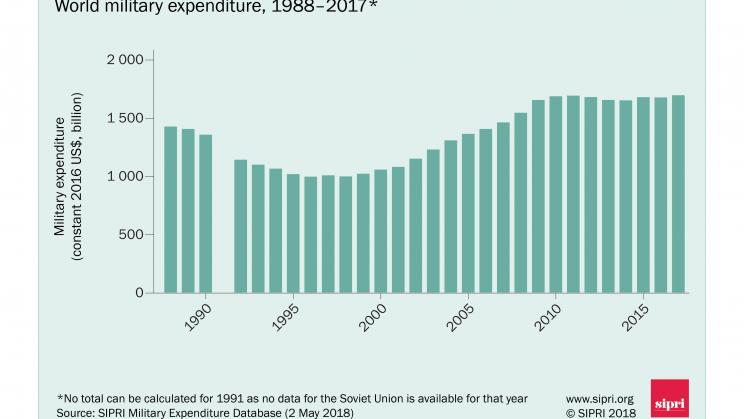 World military expenditure, 1988–2017*
Military expenditure
(constant 2016 US$, billion)
2 000
1 500
1 000
500
0
1990
1995
2000
2005
2010
2015
*No total can be calculated for 1991 as no data for the Soviet Union is available for that year
Source: SIPRI Military Expenditure Database (2 May 2018)
www.sipri.org
© SIPRI 2018
sipri